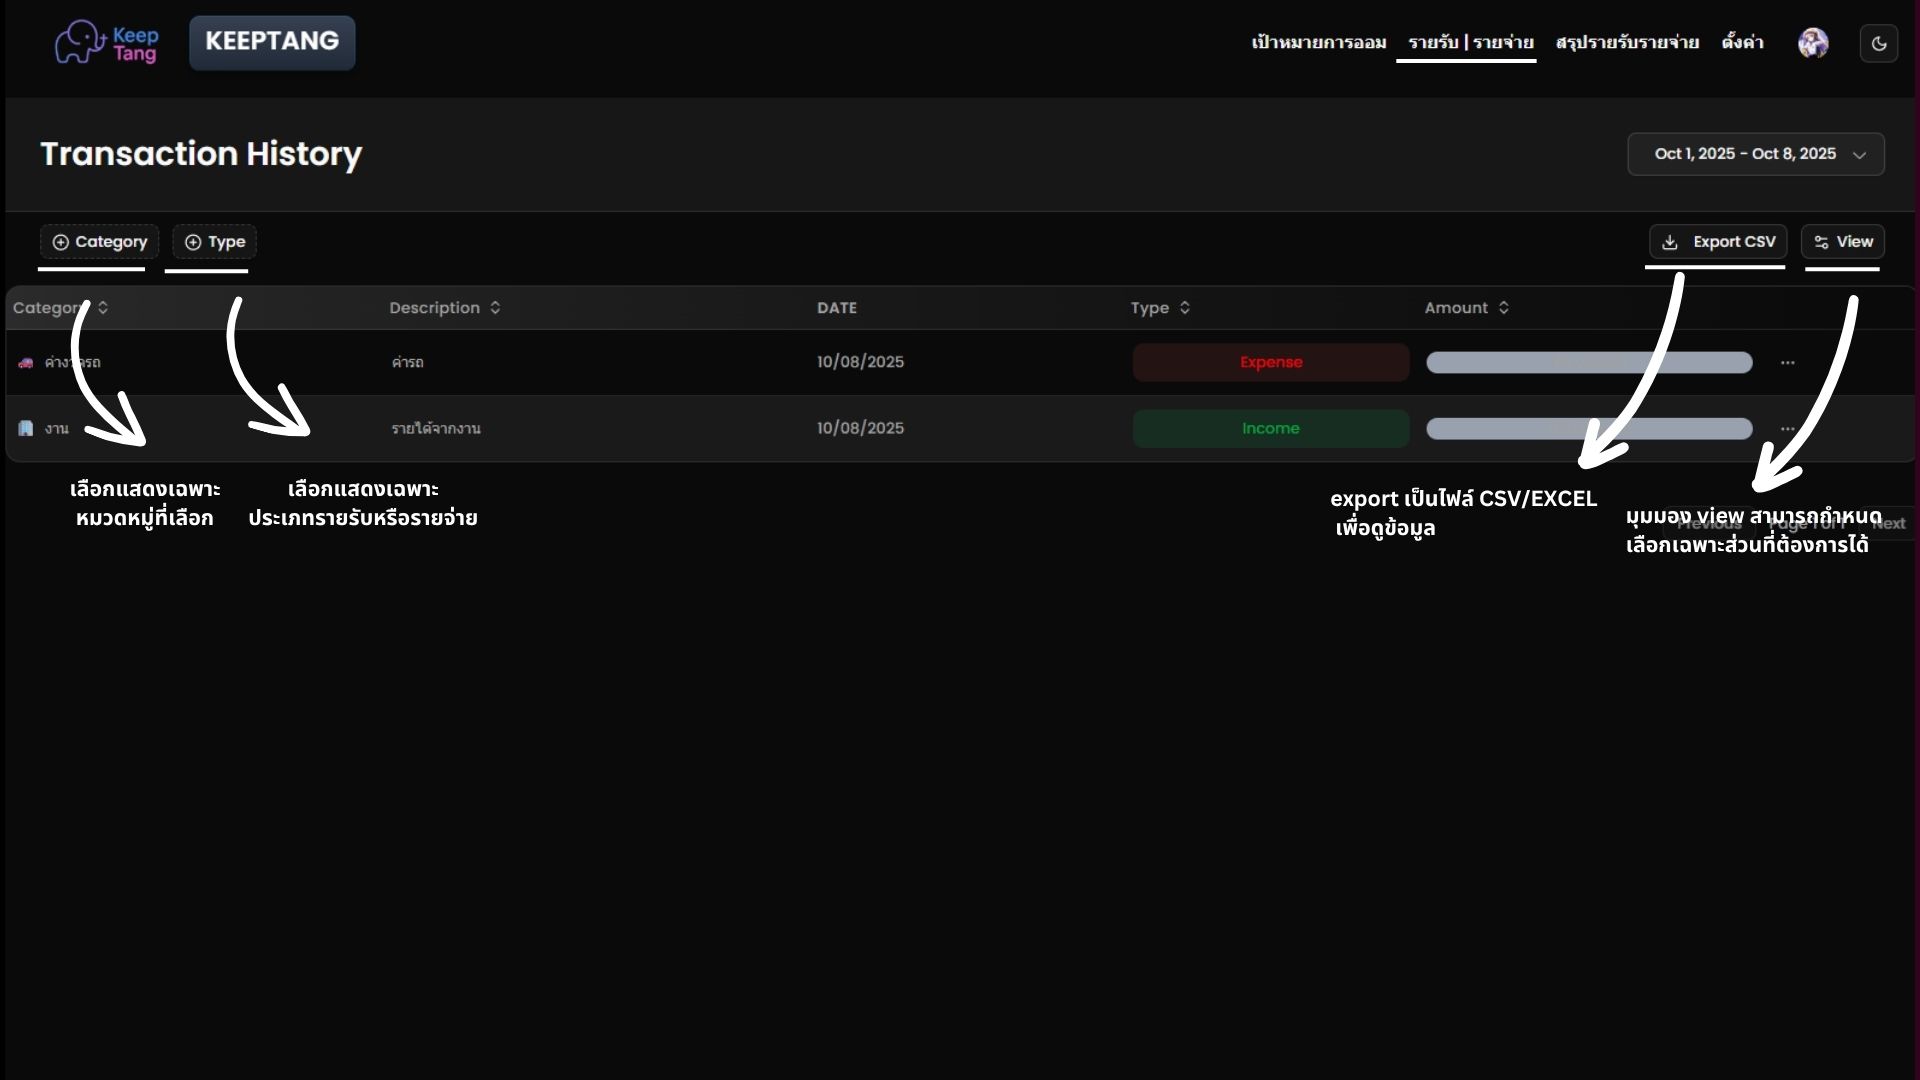 Keep
Tang
KEEPTANG
เป้าหมายการออม
รายรับ | รายจ่าย
สรุปรายรับรายจ่าย
ตั้งค่า
Transaction History
Oct 1, 2025 - Oct 8, 2025
Category
Type
Export CSV
View
Category
Description
DATE
Type
Amount
ค่ารถ
10/08/2025
Expense
งาน
รายได้จากงาน
10/08/2025
Income
เลือกแสดงเฉพาะ
หมวดหมู่ที่เลือก
เลือกแสดงเฉพาะ
ประเภทรายรับหรือรายจ่าย
export เป็นไฟล์ CSV/EXCEL
เพื่อดูข้อมูล
มุมมอง view สามารถกำหนด
เลือกเฉพาะส่วนที่ต้องการได้
Previous
Page 1 of 1
Next